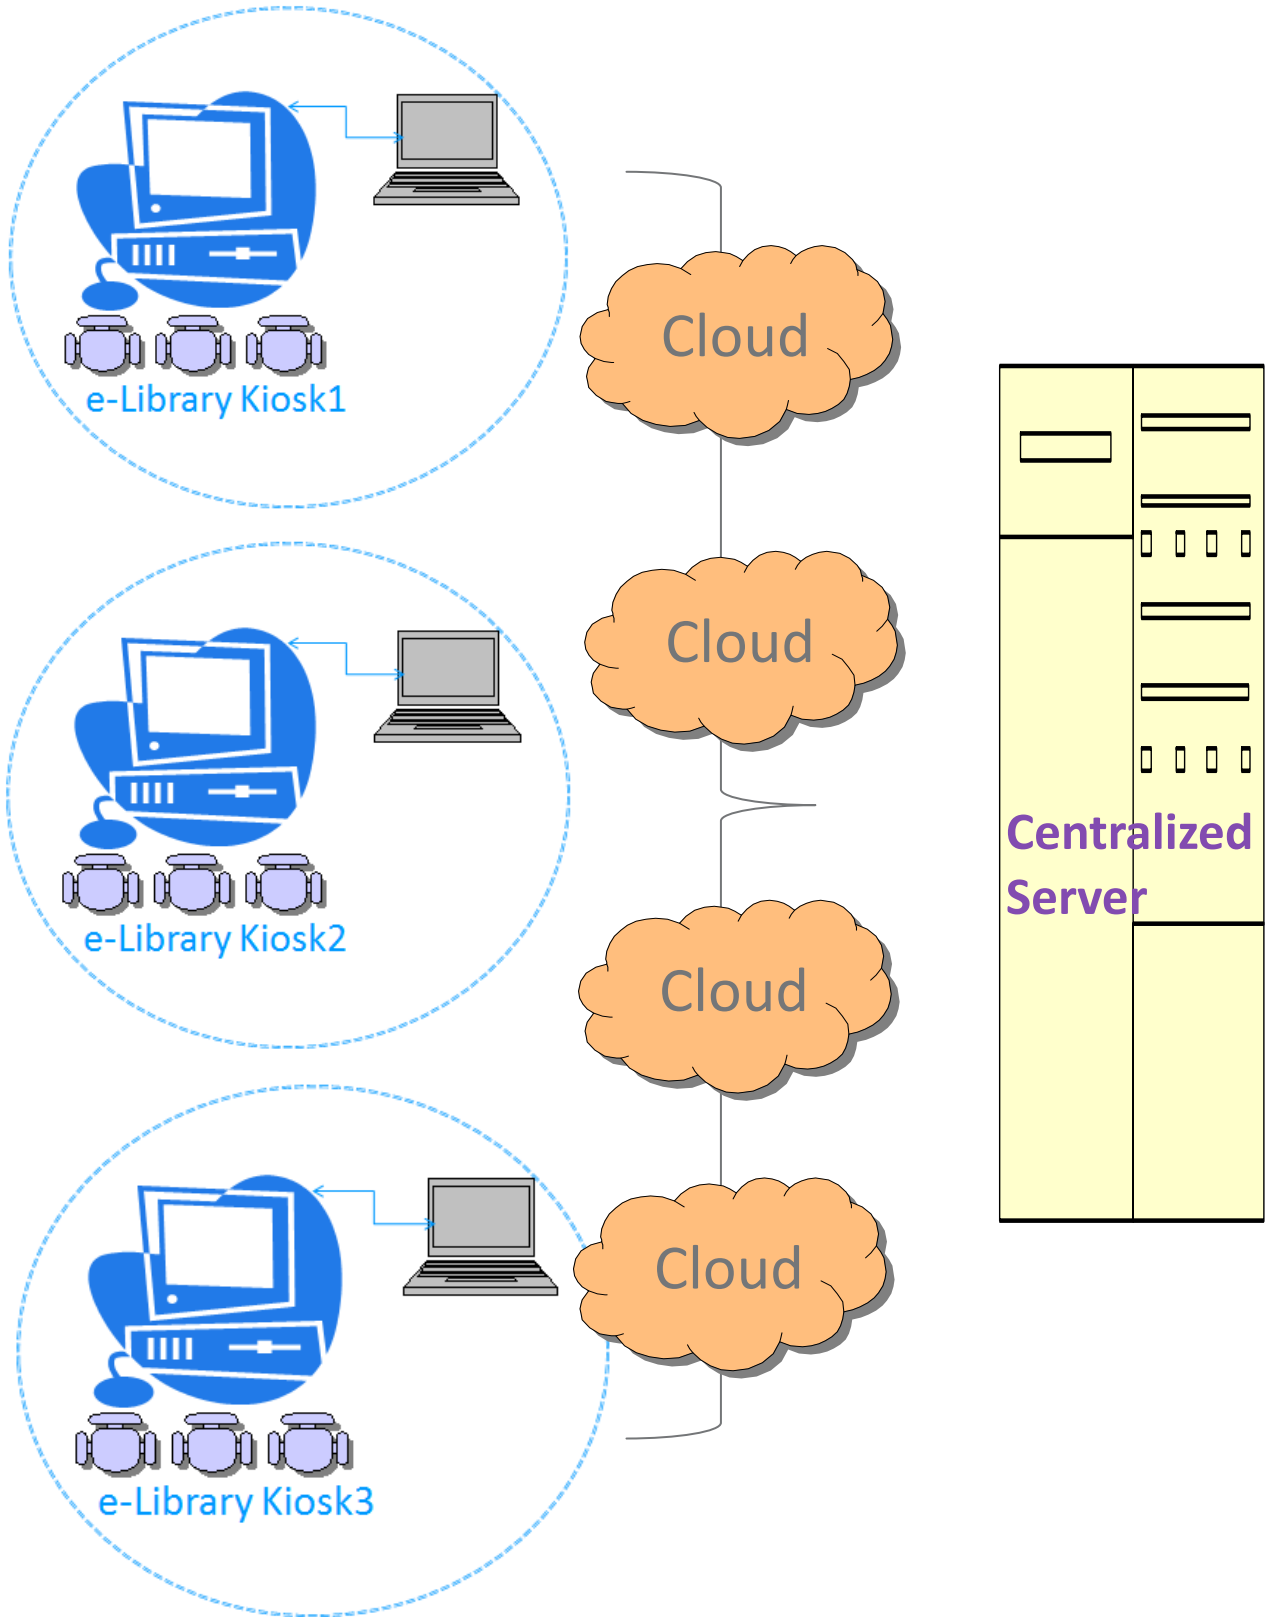 e-Library Kiosk1
Cloud
Cloud
e-Library Kiosk2
Centralized
Server
Cloud
Cloud
e-Library Kiosk3